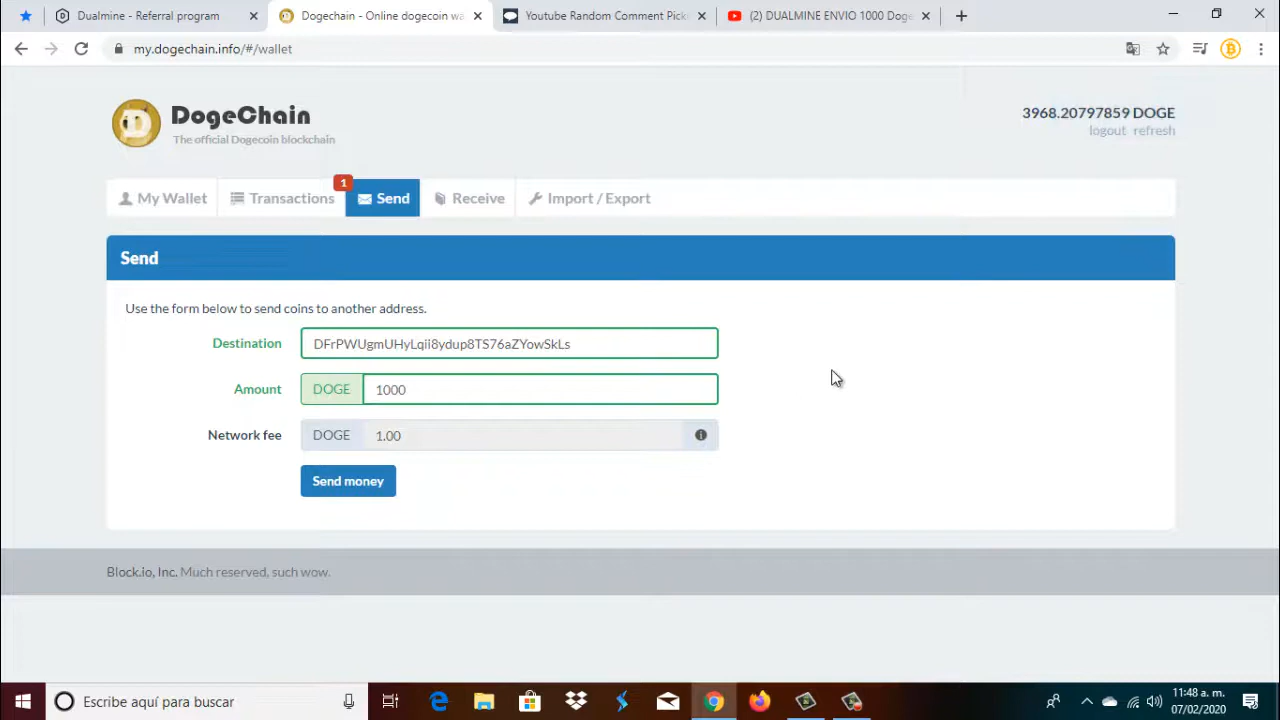 Dualmine - Referral program
Dogechain - Online dogecoin wa
Youtube Random Comment Pick
(2) DUALMINE ENVIO 1000 Doge
my.dogechain.info/#/wallet
DogeChain
The official Dogecoin blockchain
3968.20797859 DOGE
logout refresh
My Wallet
Transactions
1
Send
Receive
Import / Export
Send
Use the form below to send coins to another address.
Destination
DFrPWUgmUHyLqii8ydup8TS76aZYowSkLs
Amount
DOGE
1000
Network fee
DOGE
1.00
Send money
Block.io, Inc. Much reserved, such wow.
Escribe aquí para buscar
11:48 a. m.
07/02/2020